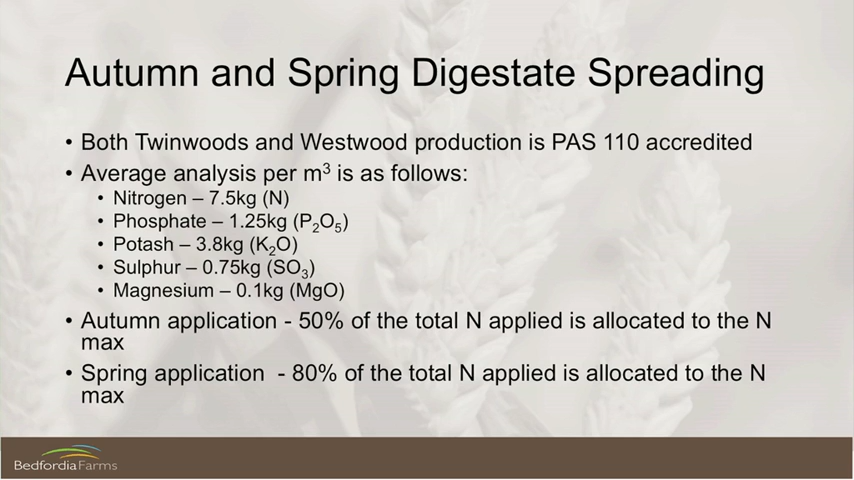 Autumn and Spring Digestate Spreading
• Both Twinwoods and Westwood production is PAS 110 accredited
• Average analysis per m³ is as follows:
• Nitrogen – 7.5kg (N)
• Phosphate – 1.25kg (P₂O₅)
• Potash – 3.8kg (K₂O)
• Sulphur – 0.75kg (SO₃)
• Magnesium – 0.1kg (MgO)
• Autumn application - 50% of the total N applied is allocated to the N
max
• Spring application - 80% of the total N applied is allocated to the N
max
BedfordiaFarms